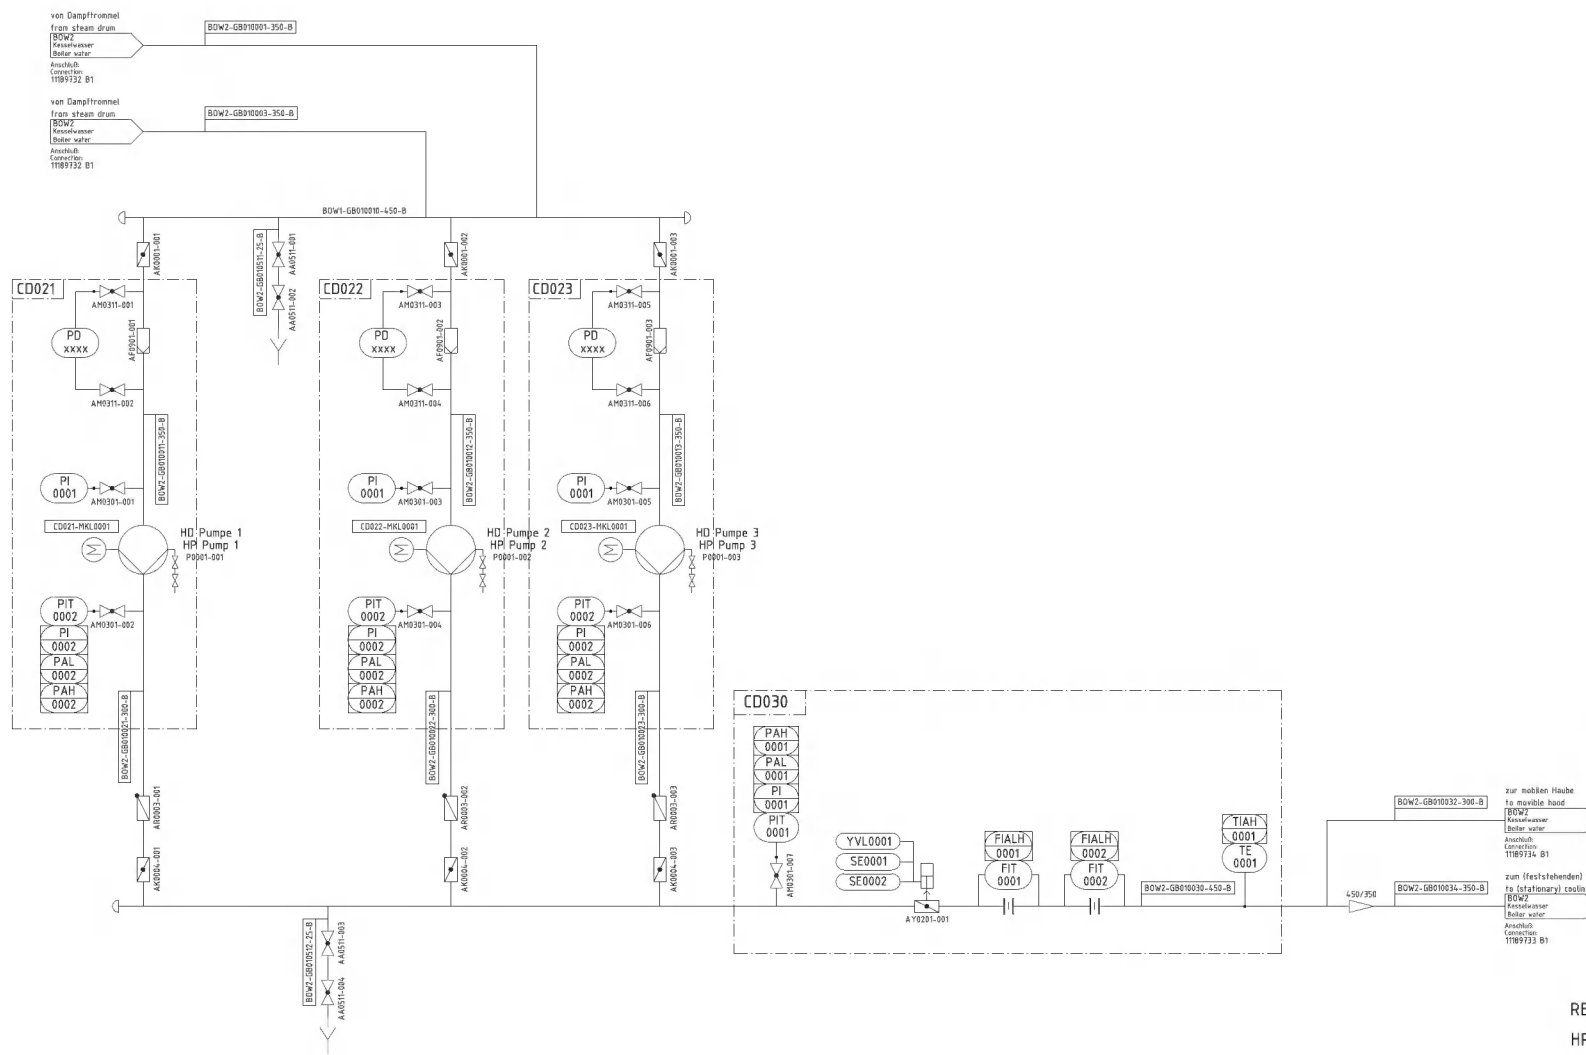 von Dampftrommel
from steam drum
BOW2
Kesselwasser
Boiler water
Anschluß:
Connection:
11189732 B1
BOW2-GB010001-350-B
von Dampftrommel
from steam drum
BOW2
Kesselwasser
Boiler water
Anschluß:
Connection:
11189732 B1
BOW2-GB010003-350-B
BOW1-GB010010-450-B
AK0001-001
BOW2-GB010511-25-B
AA0511-001
AA0511-002
AK0001-002
AK0001-003
CD021
AM0311-001
PD
xxxx
AF0901-001
AM0311-002
BOW2-GB010011-350-B
PI
0001
AM0301-001
CD021-MKL0001
M
HD Pumpe 1
HP Pump 1
P0001-001
PIT
0002
AM0301-002
PI
0002
PAL
0002
PAH
0002
BOW2-GB010021-300-B
AR0003-001
AK0004-001
CD022
AM0311-003
PD
xxxx
AF0901-002
AM0311-004
BOW2-GB010012-350-B
PI
0001
AM0301-003
CD022-MKL0001
M
HD Pumpe 2
HP Pump 2
P0001-002
PIT
0002
AM0301-004
PI
0002
PAL
0002
PAH
0002
BOW2-GB010022-300-B
AR0003-002
AK0004-002
CD023
AM0311-005
PD
xxxx
AF0901-003
AM0311-006
BOW2-GB010013-350-B
PI
0001
AM0301-005
CD023-MKL0001
M
HD Pumpe 3
HP Pump 3
P0001-003
PIT
0002
AM0301-006
PI
0002
PAL
0002
PAH
0002
BOW2-GB010023-300-B
AR0003-003
AK0004-003
BOW2-GB010512-25-B
AA0511-003
AA0511-004
CD030
PAH
0001
PAL
0001
PI
0001
PIT
0001
AM0301-007
YVL0001
SE0001
SE0002
AY0201-001
FIALH
0001
FIT
0001
FIALH
0002
FIT
0002
BOW2-GB010030-450-B
TIAH
0001
TE
0001
450/350
BOW2-GB010032-300-B
zur mobilen Haube
to movible hood
BOW2
Kesselwasser
Boiler water
Anschluß:
Connection:
11189734 B1
BOW2-GB010034-350-B
zum (feststehenden)
to (stationary) coolin
BOW2
Kesselwasser
Boiler water
Anschluß:
Connection:
11189733 B1
RE
HP